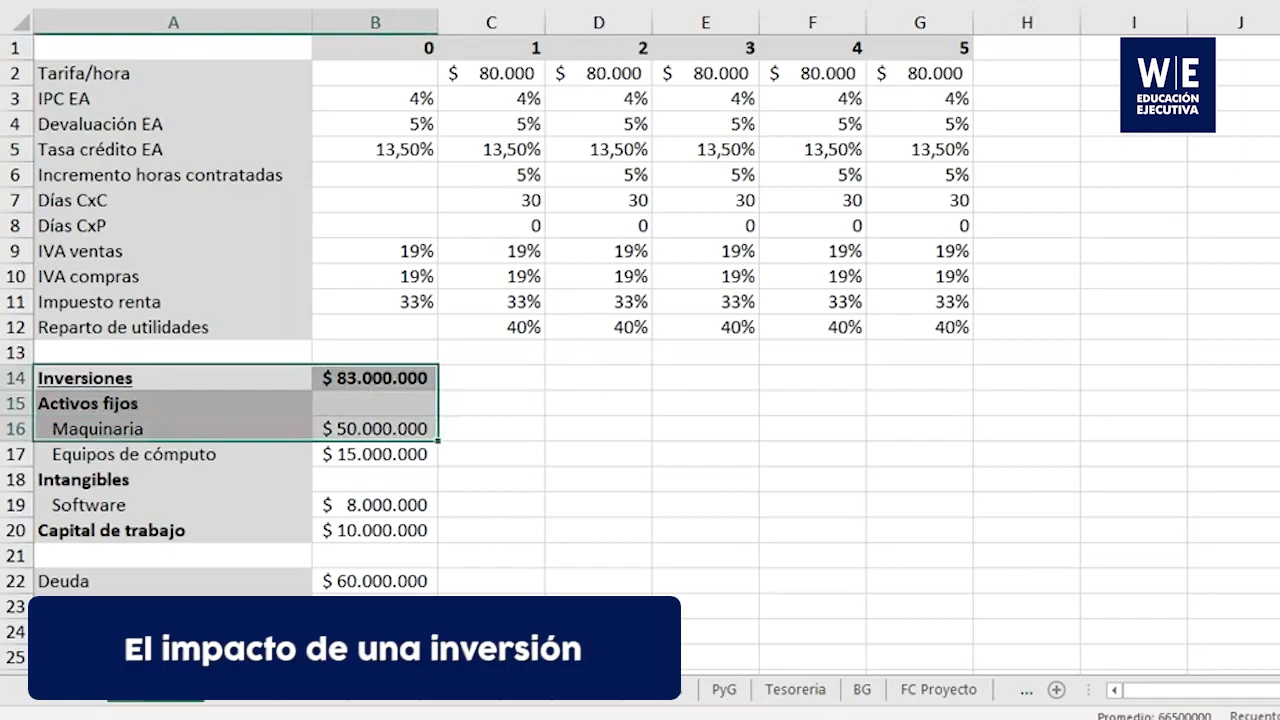 A B C D E F G H I J
1 0 1 2 3 4 5
2 Tarifa/hora $ 80.000 $ 80.000 $ 80.000 $ 80.000 $ 80.000
3 IPC EA 4% 4% 4% 4% 4% 4%
4 Devaluación EA 5% 5% 5% 5% 5% 5%
5 Tasa crédito EA 13,50% 13,50% 13,50% 13,50% 13,50% 13,50%
6 Incremento horas contratadas 5% 5% 5% 5% 5%
7 Días CxC 30 30 30 30 30
8 Días CxP 0 0 0 0 0
9 IVA ventas 19% 19% 19% 19% 19% 19%
10 IVA compras 19% 19% 19% 19% 19% 19%
11 Impuesto renta 33% 33% 33% 33% 33% 33%
12 Reparto de utilidades 40% 40% 40% 40% 40%
13
14 Inversiones $ 83.000.000
15 Activos fijos
16 Maquinaria $ 50.000.000
17 Equipos de cómputo $ 15.000.000
18 Intangibles
19 Software $ 8.000.000
20 Capital de trabajo $ 10.000.000
21
22 Deuda $ 60.000.000
23
24
25
W|E
EDUCACIÓN
EJECUTIVA
El impacto de una inversión
PyG Tesoreria BG FC Proyecto ...
Promedio: 66500000